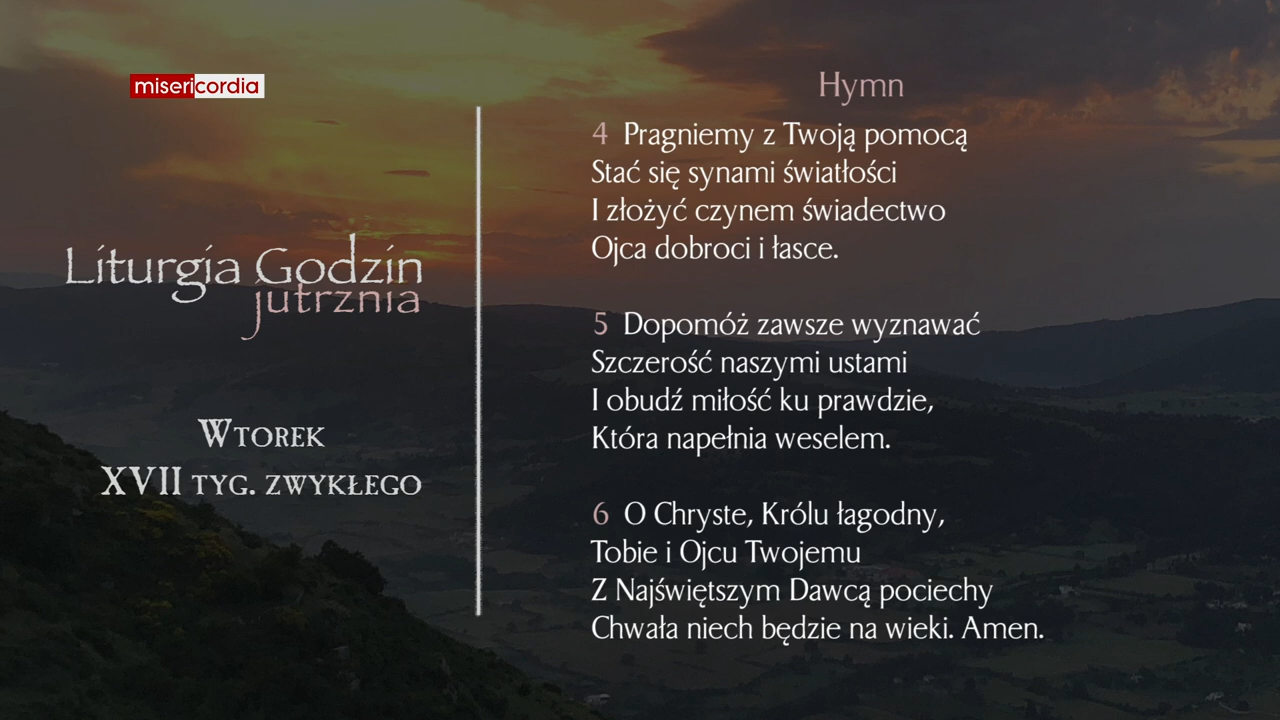 misericordia
Liturgia Godzin
jutrznia
Wtorek
XVII tyg. zwykłego
Hymn
4 Pragniemy z Twoją pomocą
Stać się synami światłości
I złożyć czynem świadectwo
Ojca dobroci i łasce.
5 Dopomóż zawsze wyznawać
Szczerość naszymi ustami
I obudź miłość ku prawdzie,
Która napełnia weselem.
6 O Chryste, Królu łagodny,
Tobie i Ojcu Twojemu
Z Najświętszym Dawcą pociechy
Chwała niech będzie na wieki. Amen.